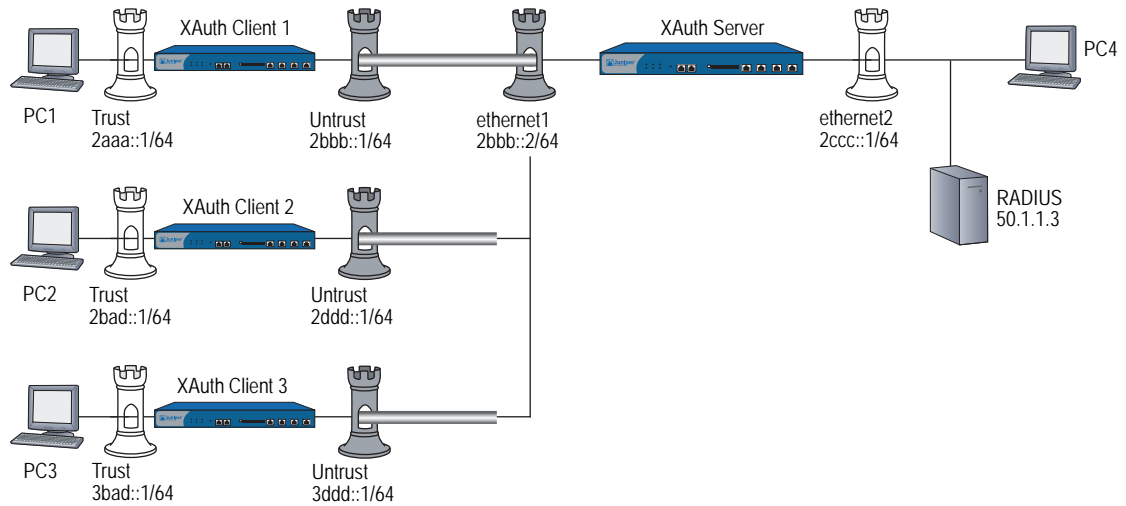 XAuth Client 1
XAuth Server
PC4
PC1
Trust
2aaa::1/64
Untrust
2bbb::1/64
ethernet1
2bbb::2/64
ethernet2
2ccc::1/64
RADIUS
50.1.1.3
XAuth Client 2
PC2
Trust
2bad::1/64
Untrust
2ddd::1/64
XAuth Client 3
PC3
Trust
3bad::1/64
Untrust
3ddd::1/64